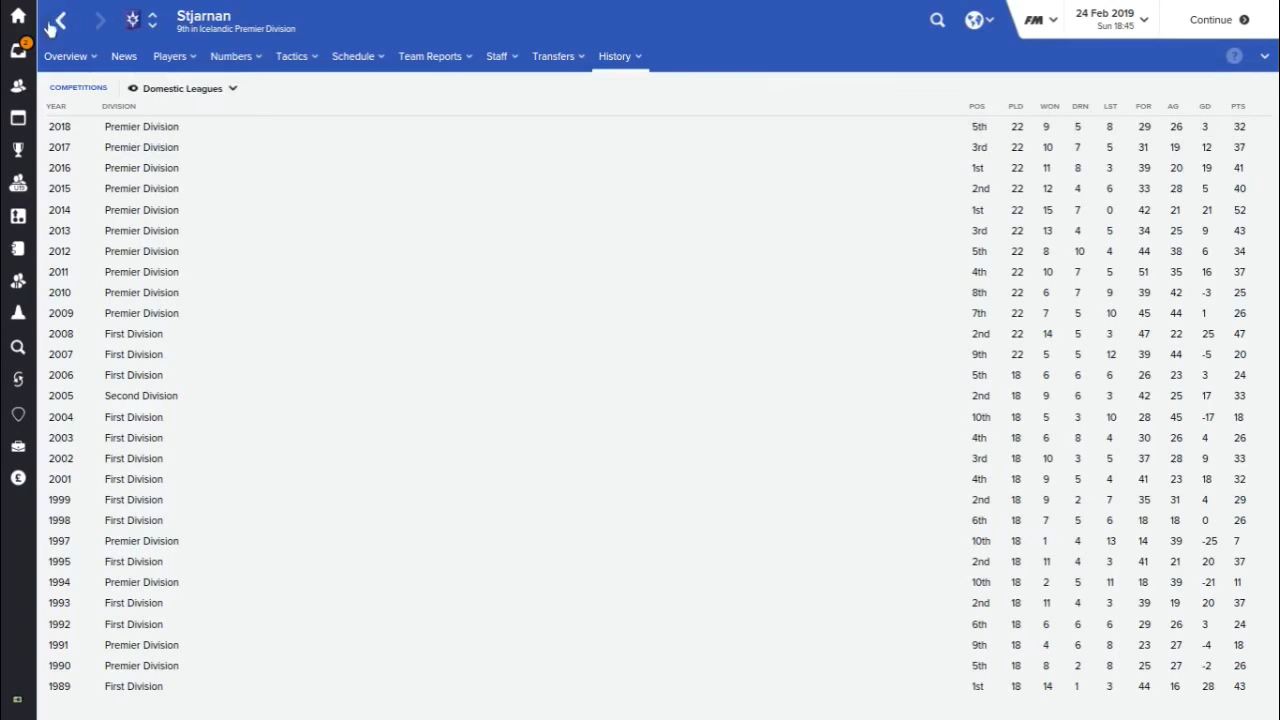 Stjarnan
9th in Icelandic Premier Division
FM
24 Feb 2019
Sun 18:45
Continue
2
Overview News Players Numbers Tactics Schedule Team Reports Staff Transfers History ?
COMPETITIONS Domestic Leagues
YEAR DIVISION POS PLD WON DRN LST FOR AG GD PTS
2018 Premier Division 5th 22 9 5 8 29 26 3 32
2017 Premier Division 3rd 22 10 7 5 31 19 12 37
2016 Premier Division 1st 22 11 8 3 39 20 19 41
2015 Premier Division 2nd 22 12 4 6 33 28 5 40
2014 Premier Division 1st 22 15 7 0 42 21 21 52
2013 Premier Division 3rd 22 13 4 5 34 25 9 43
2012 Premier Division 5th 22 8 10 4 44 38 6 34
2011 Premier Division 4th 22 10 7 5 51 35 16 37
2010 Premier Division 8th 22 6 7 9 39 42 -3 25
2009 Premier Division 7th 22 7 5 10 45 44 1 26
2008 First Division 2nd 22 14 5 3 47 22 25 47
2007 First Division 9th 22 5 5 12 39 44 -5 20
2006 First Division 5th 18 6 6 6 26 23 3 24
2005 Second Division 2nd 18 9 6 3 42 25 17 33
2004 First Division 10th 18 5 3 10 28 45 -17 18
2003 First Division 4th 18 6 8 4 30 26 4 26
2002 First Division 3rd 18 10 3 5 37 28 9 33
2001 First Division 4th 18 9 5 4 41 23 18 32
1999 First Division 2nd 18 9 2 7 35 31 4 29
1998 First Division 6th 18 7 5 6 18 18 0 26
1997 Premier Division 10th 18 1 4 13 14 39 -25 7
1995 First Division 2nd 18 11 4 3 41 21 20 37
1994 Premier Division 10th 18 2 5 11 18 39 -21 11
1993 First Division 2nd 18 11 4 3 39 19 20 37
1992 First Division 6th 18 6 6 6 29 26 3 24
1991 Premier Division 9th 18 4 6 8 23 27 -4 18
1990 Premier Division 5th 18 8 2 8 25 27 -2 26
1989 First Division 1st 18 14 1 3 44 16 28 43